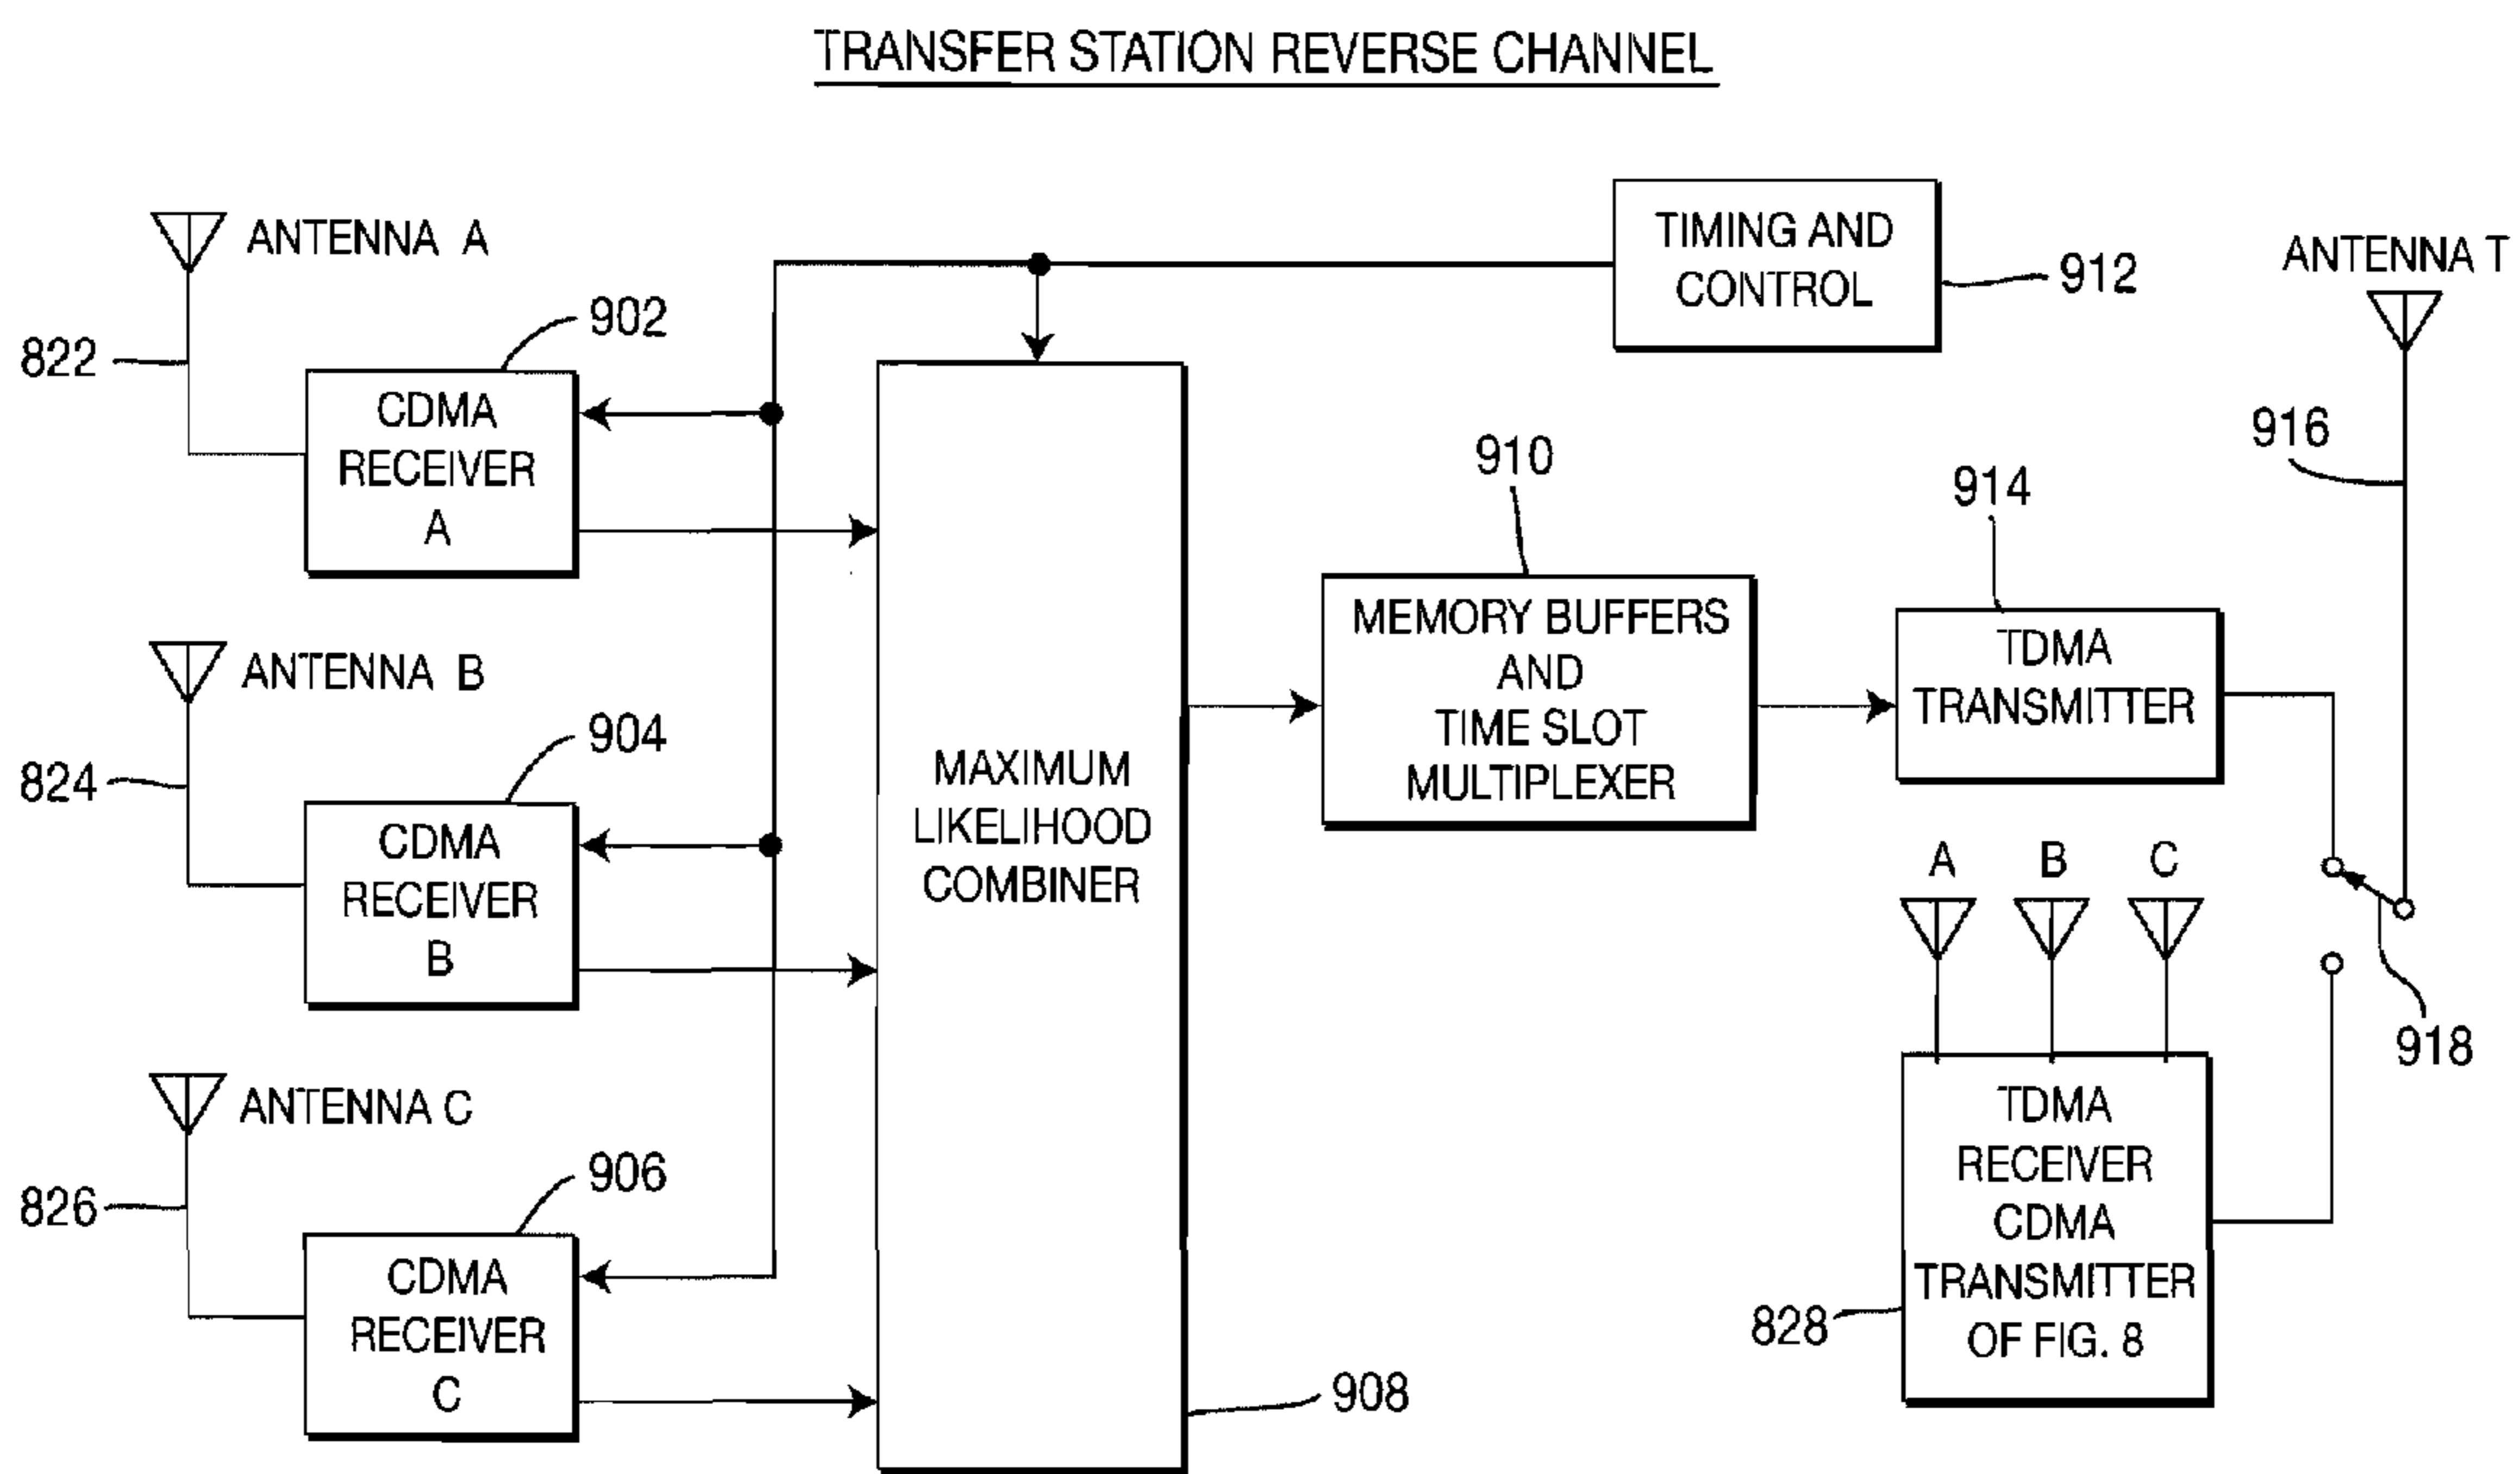 TRANSFER STATION REVERSE CHANNEL
ANTENNA A
822
902
CDMA
RECEIVER
A
ANTENNA B
824
904
CDMA
RECEIVER
B
ANTENNA C
826
906
CDMA
RECEIVER
C
MAXIMUM
LIKELIHOOD
COMBINER
908
TIMING AND
CONTROL
912
910
MEMORY BUFFERS
AND
TIME SLOT
MULTIPLEXER
914
TDMA
TRANSMITTER
ANTENNA T
916
918
A B C
TDMA
RECEIVER
CDMA
TRANSMITTER
OF FIG. 8
828